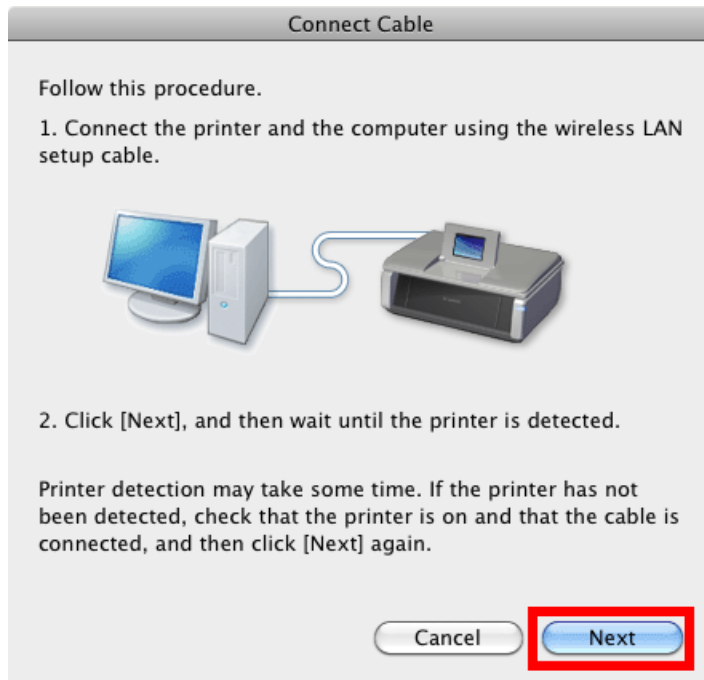 Connect Cable
Follow this procedure.
1. Connect the printer and the computer using the wireless LAN
setup cable.
2. Click [Next], and then wait until the printer is detected.
Printer detection may take some time. If the printer has not
been detected, check that the printer is on and that the cable is
connected, and then click [Next] again.
Cancel
Next